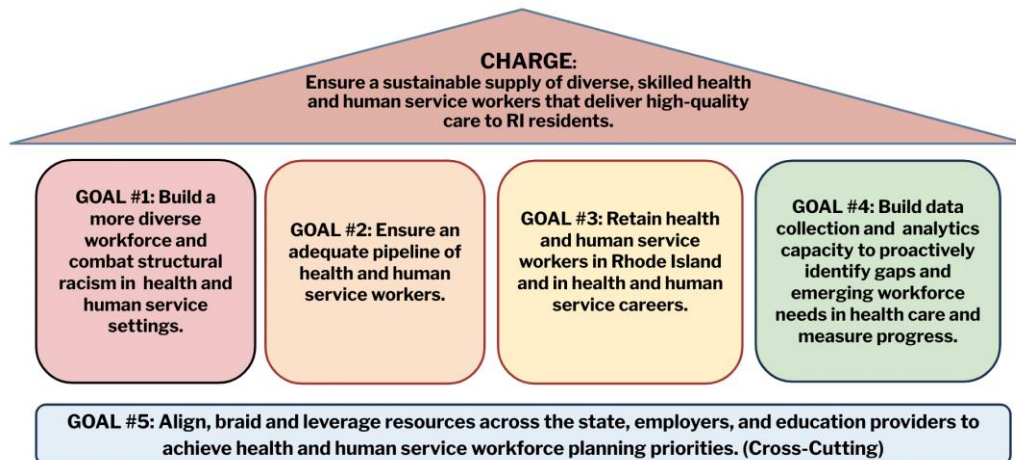 CHARGE:
Ensure a sustainable supply of diverse, skilled health
and human service workers that deliver high-quality
care to RI residents.
GOAL #1: Build a
more diverse
workforce and
combat structural
racism in health and
human service
settings.
GOAL #2: Ensure an
adequate pipeline of
health and human
service workers.
GOAL #3: Retain health
and human service
workers in Rhode Island
and in health and human
service careers.
GOAL #4: Build data
collection and analytics
capacity to proactively
identify gaps and
emerging workforce
needs in health care and
measure progress.
GOAL #5: Align, braid and leverage resources across the state, employers, and education providers to
achieve health and human service workforce planning priorities. (Cross-Cutting)